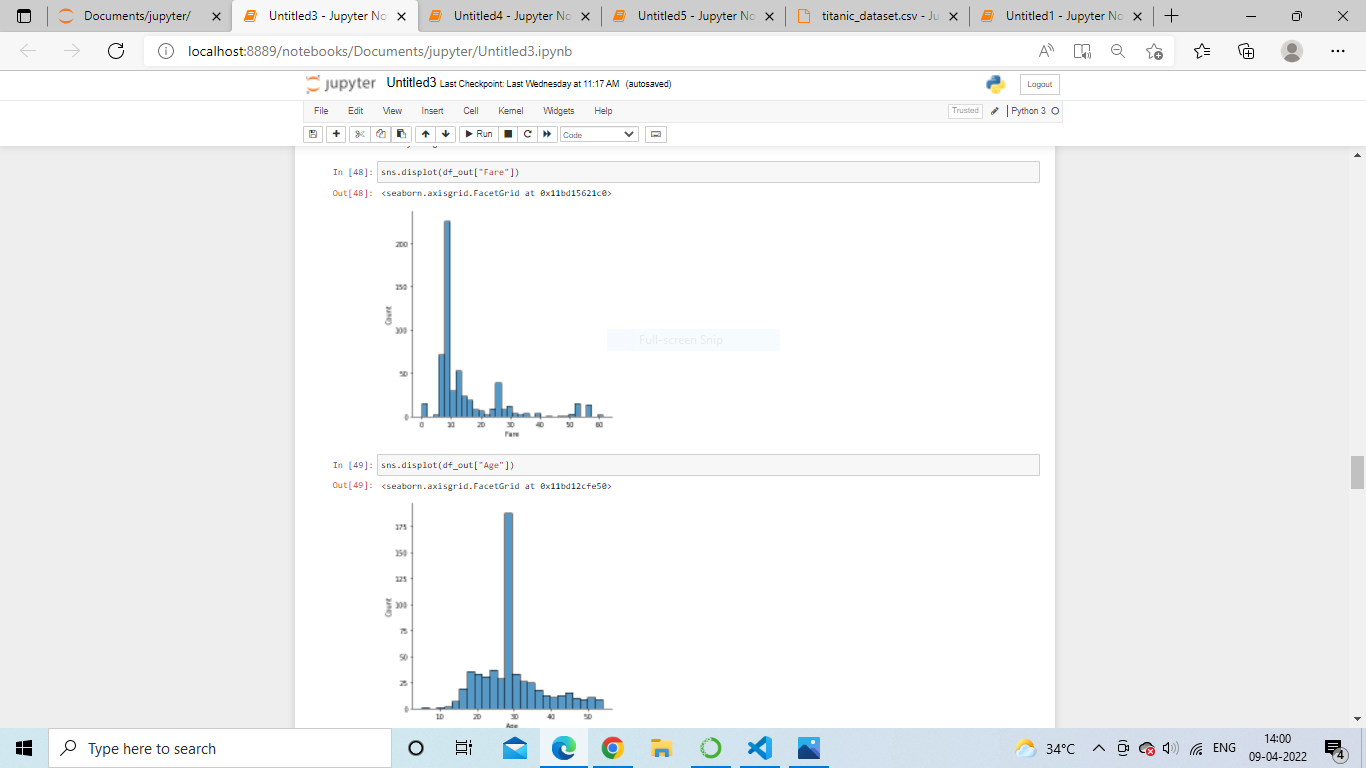 Documents/jupyter/
Untitled3 - Jupyter No
Untitled4 - Jupyter No
Untitled5 - Jupyter No
titanic_dataset.csv - Ju
Untitled1 - Jupyter No
localhost:8889/notebooks/Documents/jupyter/Untitled3.ipynb
jupyter Untitled3 Last Checkpoint: Last Wednesday at 11:17 AM (autosaved)
Logout
File Edit View Insert Cell Kernel Widgets Help
Trusted
Python 3
Run
Code
In [48]: sns.displot(df_out["Fare"])
Out[48]: <seaborn.axisgrid.FacetGrid at 0x11bd15621c0>
200
150
100
50
0
Count
0 10 20 30 40 50 60
Fare
Full-screen Snip
In [49]: sns.displot(df_out["Age"])
Out[49]: <seaborn.axisgrid.FacetGrid at 0x11bd12cfe50>
175
150
125
100
75
50
25
0
Count
10 20 30 40 50
Age
Type here to search
34°C
ENG
14:00
09-04-2022
4